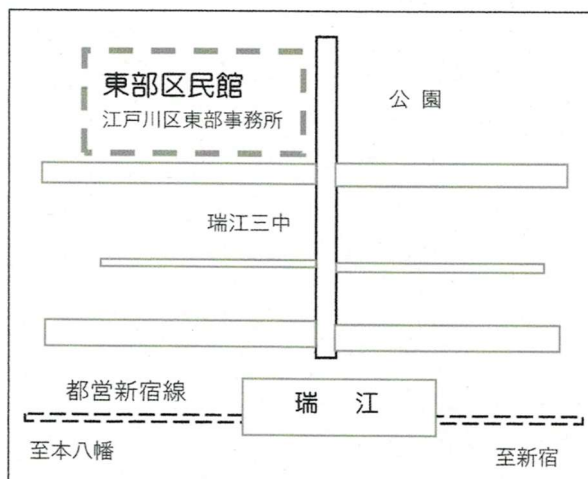 東部区民館
江戸川区東部事務所
公 園
瑞江三中
都営新宿線
瑞 江
至本八幡
至新宿